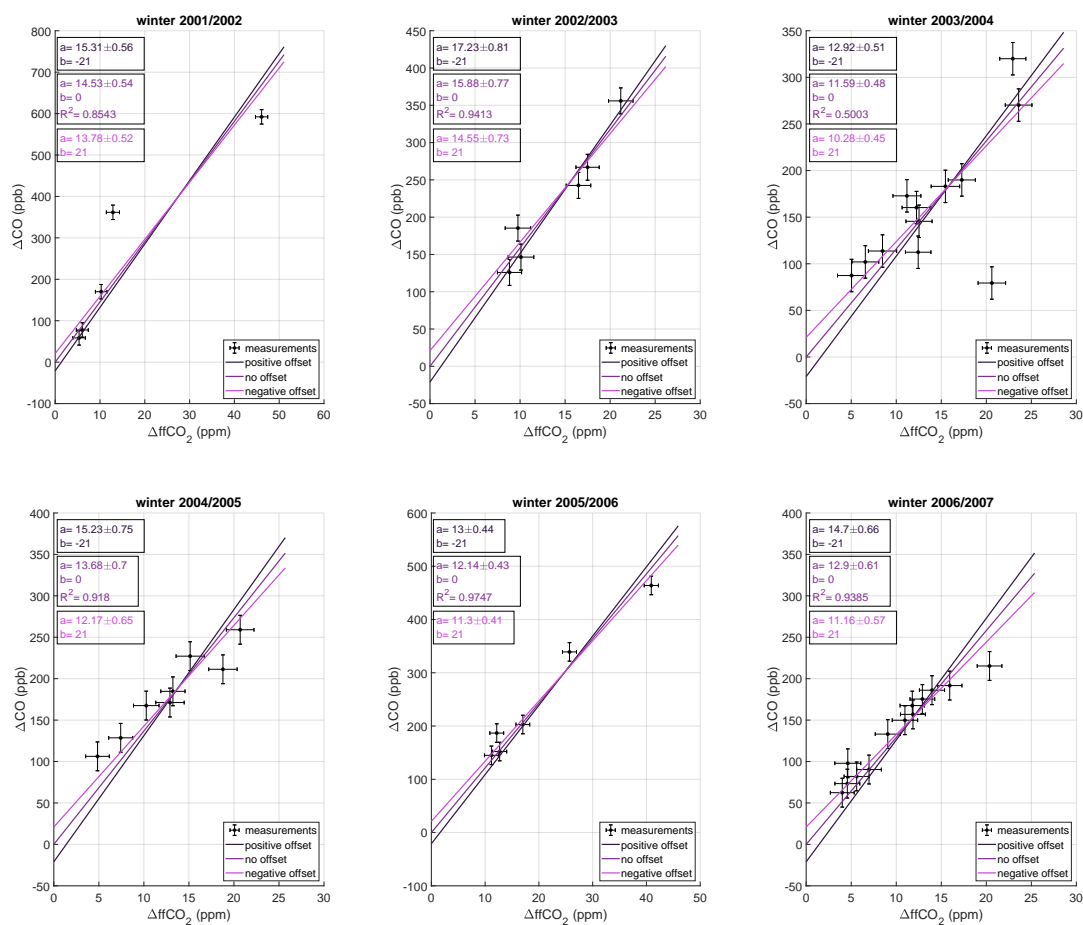 winter 2001/2002
a= 15.31±0.56
b= -21
a= 14.53±0.54
b= 0
R² = 0.8543
a= 13.78±0.52
b= 21
800
700
600
500
400
300
200
100
0
-100
ΔCO (ppb)
0 10 20 30 40 50 60
ΔffCO₂ (ppm)
measurements
positive offset
no offset
negative offset
winter 2002/2003
a= 17.23±0.81
b= -21
a= 15.88±0.77
b= 0
R² = 0.9413
a= 14.55±0.73
b= 21
450
400
350
300
250
200
150
100
50
0
-50
ΔCO (ppb)
0 5 10 15 20 25 30
ΔffCO₂ (ppm)
measurements
positive offset
no offset
negative offset
winter 2003/2004
a= 12.92±0.51
b= -21
a= 11.59±0.48
b= 0
R² = 0.5003
a= 10.28±0.45
b= 21
350
300
250
200
150
100
50
0
-50
ΔCO (ppb)
0 5 10 15 20 25 30
ΔffCO₂ (ppm)
measurements
positive offset
no offset
negative offset
winter 2004/2005
a= 15.23±0.75
b= -21
a= 13.68±0.7
b= 0
R² = 0.918
a= 12.17±0.65
b= 21
400
350
300
250
200
150
100
50
0
-50
ΔCO (ppb)
0 5 10 15 20 25 30
ΔffCO₂ (ppm)
measurements
positive offset
no offset
negative offset
winter 2005/2006
a= 13±0.44
b= -21
a= 12.14±0.43
b= 0
R² = 0.9747
a= 11.3±0.41
b= 21
600
500
400
300
200
100
0
-100
ΔCO (ppb)
0 10 20 30 40 50
ΔffCO₂ (ppm)
measurements
positive offset
no offset
negative offset
winter 2006/2007
a= 14.7±0.66
b= -21
a= 12.9±0.61
b= 0
R² = 0.9385
a= 11.16±0.57
b= 21
400
350
300
250
200
150
100
50
0
-50
ΔCO (ppb)
0 5 10 15 20 25 30
ΔffCO₂ (ppm)
measurements
positive offset
no offset
negative offset